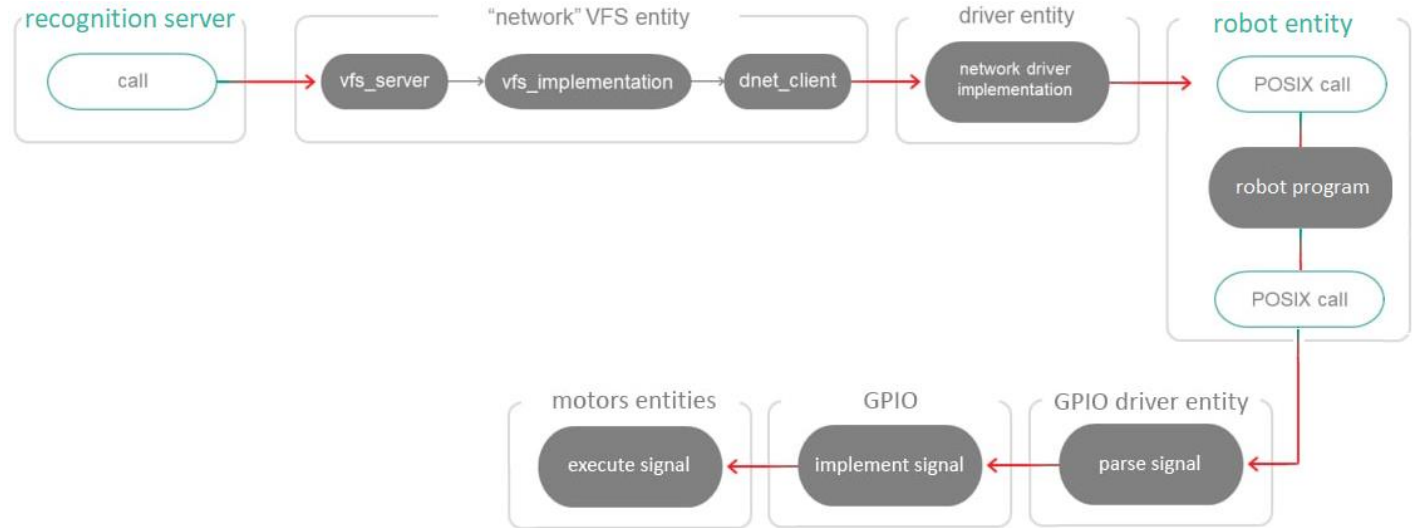 recognition server
call
“network” VFS entity
vfs_server
vfs_implementation
dnet_client
driver entity
network driver
implementation
robot entity
POSIX call
robot program
POSIX call
motors entities
execute signal
GPIO
implement signal
GPIO driver entity
parse signal